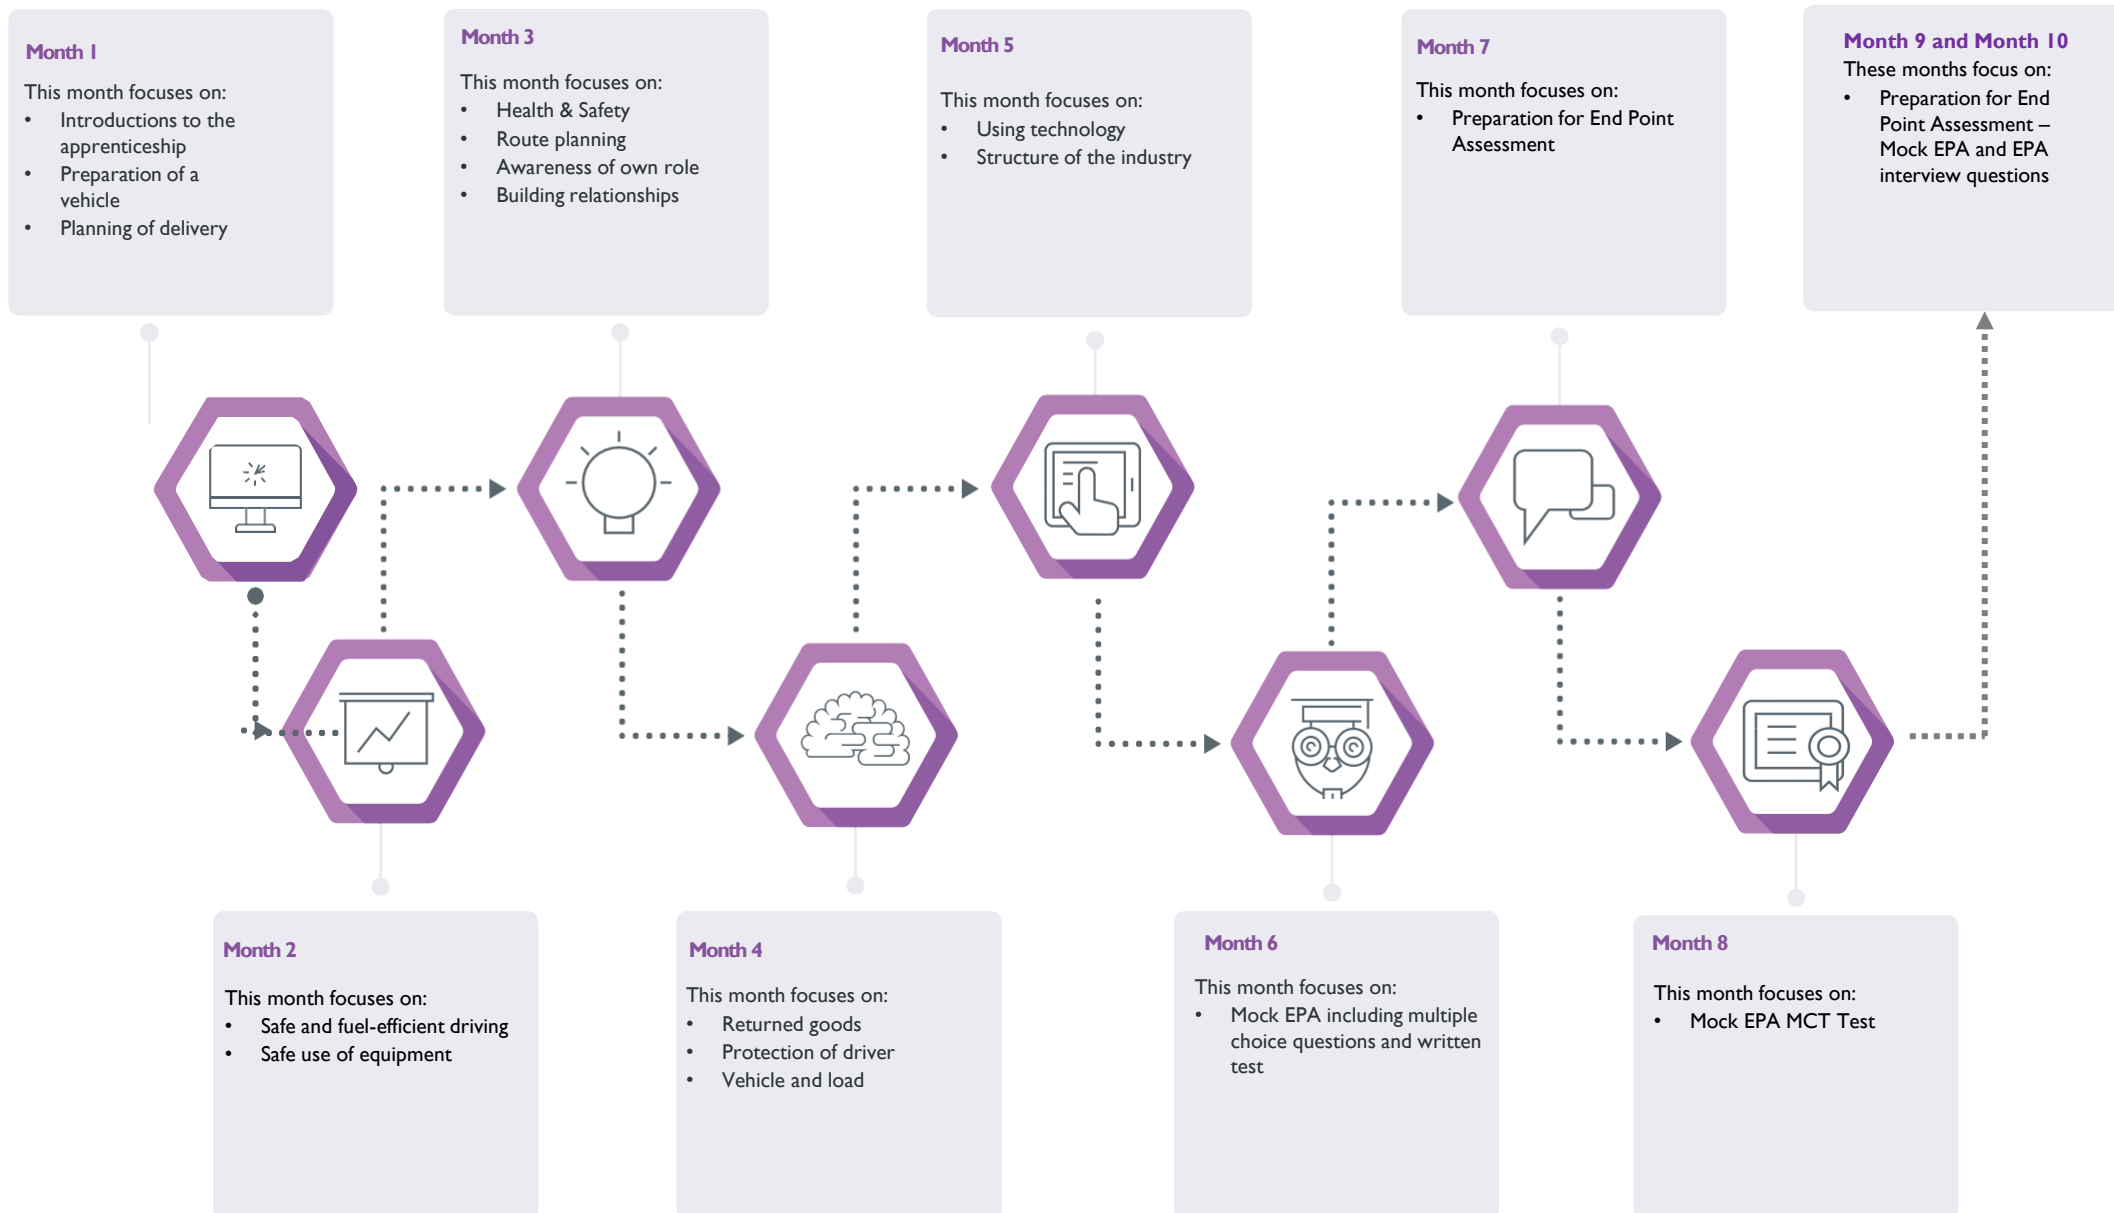 Month 1
This month focuses on:
• Introductions to the
apprenticeship
• Preparation of a
vehicle
• Planning of delivery
Month 2
This month focuses on:
• Safe and fuel-efficient driving
• Safe use of equipment
Month 3
This month focuses on:
• Health & Safety
• Route planning
• Awareness of own role
• Building relationships
Month 4
This month focuses on:
• Returned goods
• Protection of driver
• Vehicle and load
Month 5
This month focuses on:
• Using technology
• Structure of the industry
Month 6
This month focuses on:
• Mock EPA including multiple
choice questions and written
test
Month 7
This month focuses on:
• Preparation for End Point
Assessment
Month 8
This month focuses on:
• Mock EPA MCT Test
Month 9 and Month 10
These months focus on:
• Preparation for End
Point Assessment –
Mock EPA and EPA
interview questions